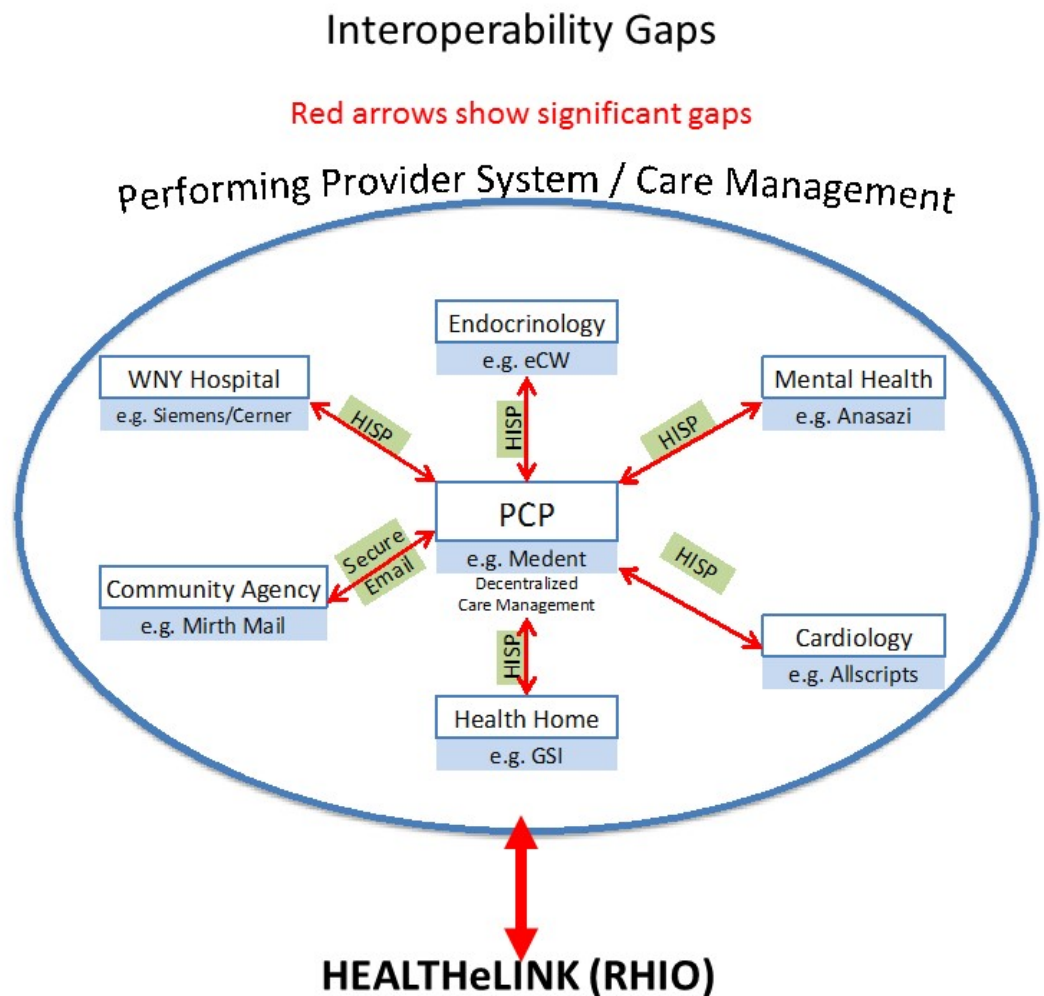 Interoperability Gaps
Red arrows show significant gaps
Performing Provider System / Care Management
Endocrinology
e.g. eCW
WNY Hospital
e.g. Siemens/Cerner
Mental Health
e.g. Anasazi
HISP
HISP
HISP
PCP
e.g. Medent
Decentralized
Care Management
Secure
Email
HISP
Community Agency
e.g. Mirth Mail
Cardiology
e.g. Allscripts
HISP
Health Home
e.g. GSI
HEALTHeLINK (RHIO)